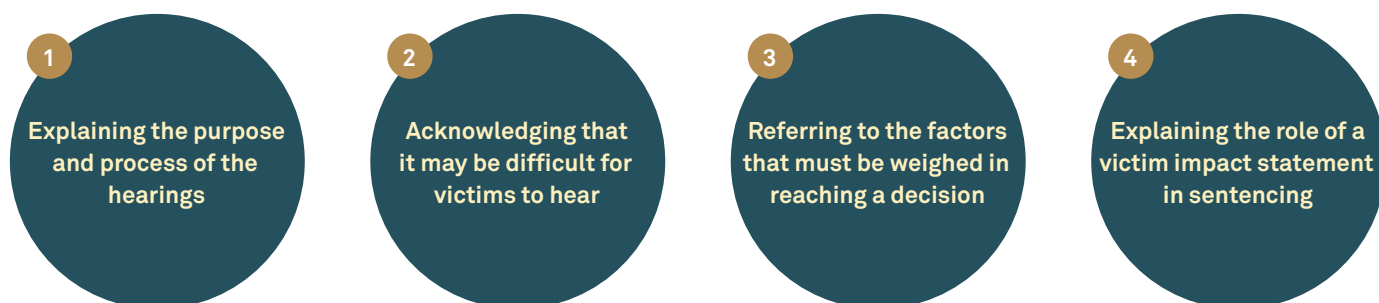 1
Explaining the purpose
and process of the
hearings
2
Acknowledging that
it may be difficult for
victims to hear
3
Referring to the factors
that must be weighed in
reaching a decision
4
Explaining the role of a
victim impact statement
in sentencing